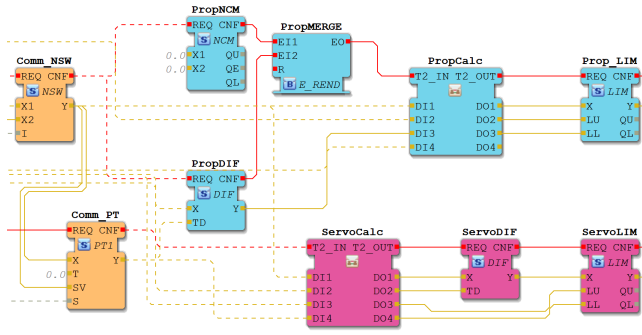 PropNCM
REQ CNF
NCM
0.0 X1 QU
0.0 X2 QE
QL
PropMERGE
EI1 EO
EI2
R
E_REND
Comm_NSW
REQ CNF
NSW
X1 Y
X2
I
PropCalc
T2_IN T2_OUT
DI1 DO1
DI2 DO2
DI3 DO3
DI4 DO4
Prop_LIM
REQ CNF
LIM
X Y
LU QU
LL QL
PropDIF
REQ CNF
DIF
X Y
TD
Comm_PT
REQ CNF
PT1
X Y
0.0 T
SV
S
ServoCalc
T2_IN T2_OUT
DI1 DO1
DI2 DO2
DI3 DO3
DI4 DO4
ServoDIF
REQ CNF
DIF
X Y
TD
ServoLIM
REQ CNF
LIM
X Y
LU QU
LL QL